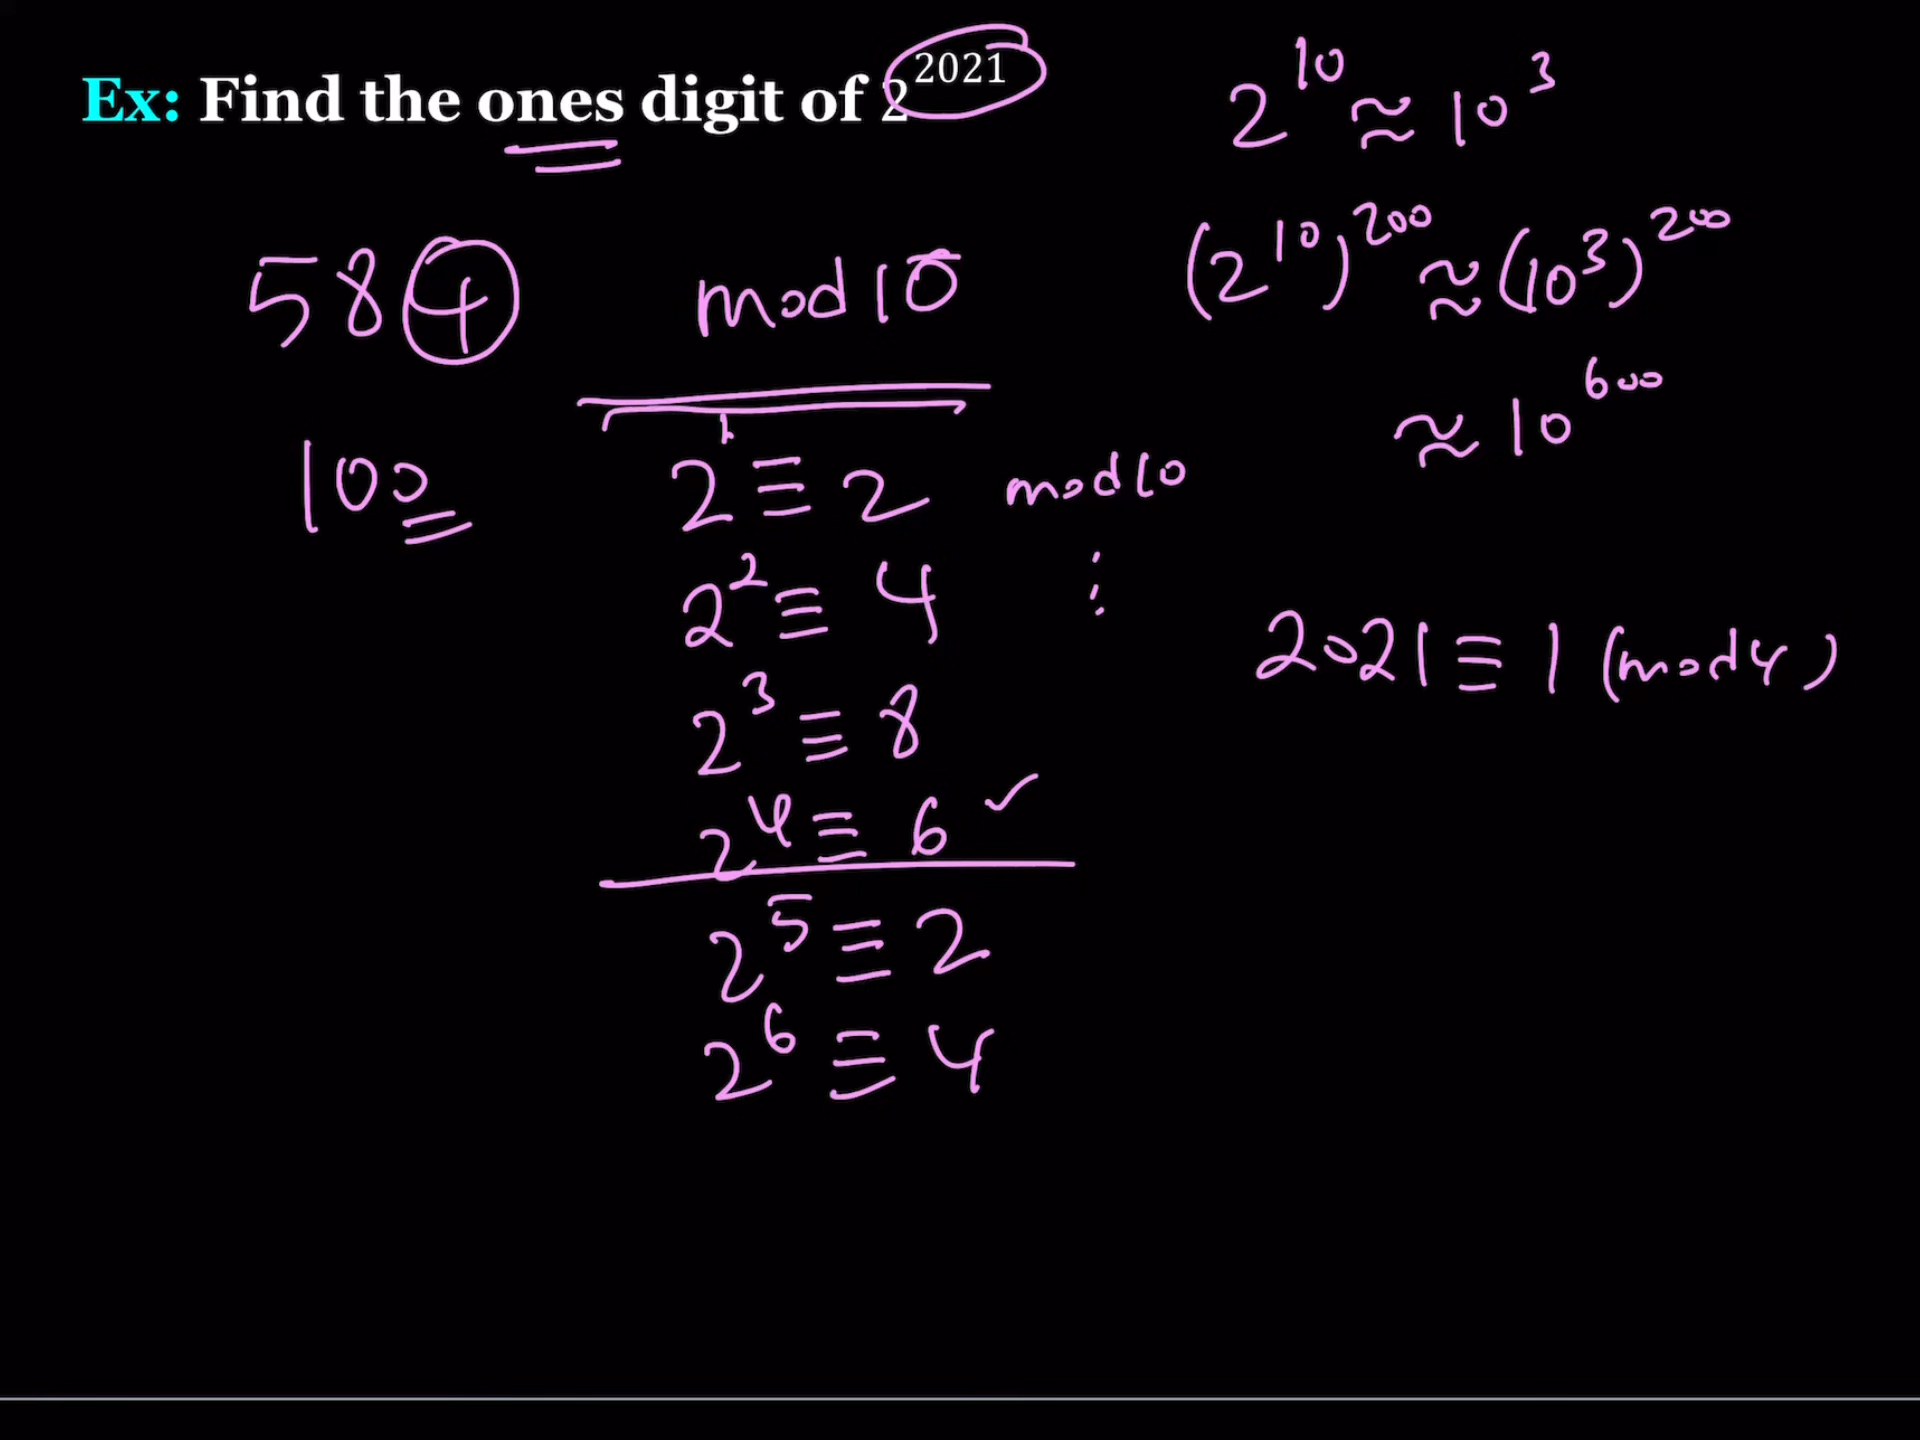 Ex: Find the ones digit of 2^2021
2^10 ≈ 10^3
(2^10)^200 ≈ (10^3)^200
≈ 10^600
584
mod 10
100
2^1 ≡ 2 mod 10
2^2 ≡ 4 ⋮
2^3 ≡ 8
2^4 ≡ 6 ✓
2^5 ≡ 2
2^6 ≡ 4
2021 ≡ 1 (mod 4)